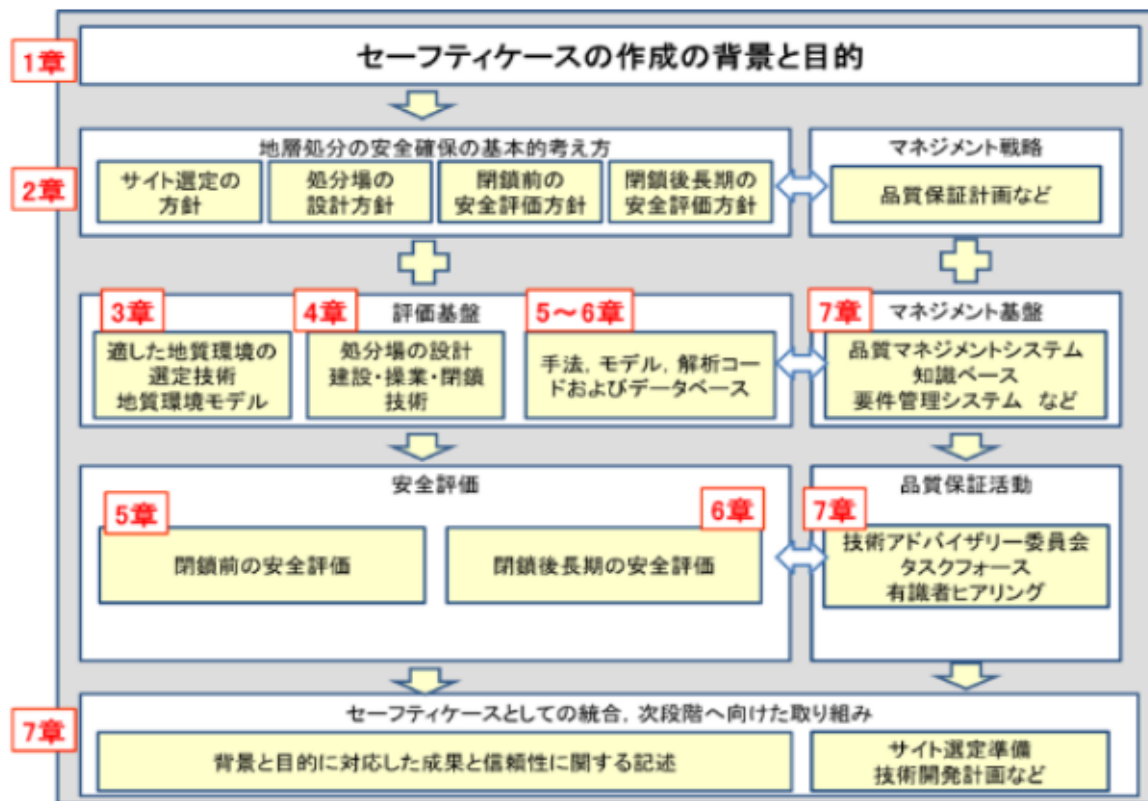 1章
セーフティケースの作成の背景と目的
2章
地層処分の安全確保の基本的考え方
サイト選定の
方針
処分場の
設計方針
閉鎖前の
安全評価方針
閉鎖後長期の
安全評価方針
マネジメント戦略
品質保証計画など
3章
4章
評価基盤
5～6章
適した地質環境の
選定技術
地質環境モデル
処分場の設計
建設・操業・閉鎖
技術
手法，モデル，解析コー
ドおよびデータベース
7章
マネジメント基盤
品質マネジメントシステム
知識ベース
要件管理システム　など
安全評価
5章
閉鎖前の安全評価
6章
閉鎖後長期の安全評価
品質保証活動
7章
技術アドバイザリー委員会
タスクフォース
有識者ヒアリング
7章
セーフティケースとしての統合，次段階へ向けた取り組み
背景と目的に対応した成果と信頼性に関する記述
サイト選定準備
技術開発計画など